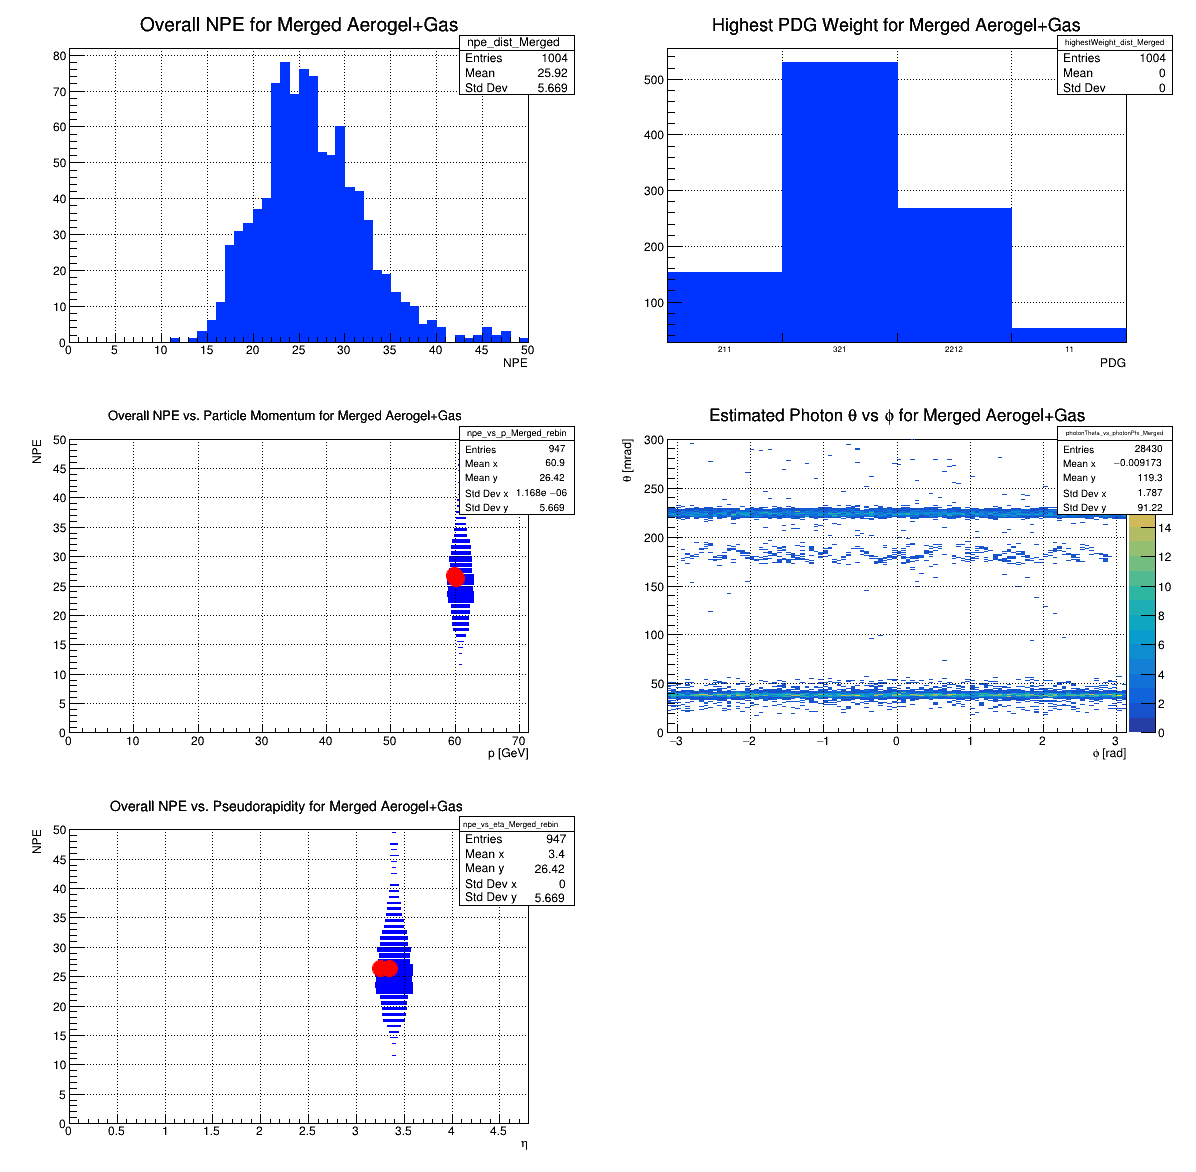 Overall NPE for Merged Aerogel+Gas
npe_dist_Merged
Entries 1004
Mean 25.92
Std Dev 5.669
80
70
60
50
40
30
20
10
0
0 5 10 15 20 25 30 35 40 45 50
NPE
Highest PDG Weight for Merged Aerogel+Gas
highestWeight_dist_Merged
Entries 1004
Mean 0
Std Dev 0
500
400
300
200
100
211 321 2212 11
PDG
Overall NPE vs. Particle Momentum for Merged Aerogel+Gas
npe_vs_p_Merged_rebin
Entries 947
Mean x 60.9
Mean y 26.42
Std Dev x 1.168e −06
Std Dev y 5.669
NPE
50
45
40
35
30
25
20
15
10
5
0
0 10 20 30 40 50 60 70
p [GeV]
Estimated Photon θ vs ϕ for Merged Aerogel+Gas
photonTheta_vs_photonPhi_Merged
Entries 28430
Mean x −0.009173
Mean y 119.3
Std Dev x 1.787
Std Dev y 91.22
θ [mrad]
300
250
200
150
100
50
0
−3 −2 −1 0 1 2 3
ϕ [rad]
14
12
10
8
6
4
2
0
Overall NPE vs. Pseudorapidity for Merged Aerogel+Gas
npe_vs_eta_Merged_rebin
Entries 947
Mean x 3.4
Mean y 26.42
Std Dev x 0
Std Dev y 5.669
NPE
50
45
40
35
30
25
20
15
10
5
0
0 0.5 1 1.5 2 2.5 3 3.5 4 4.5
η